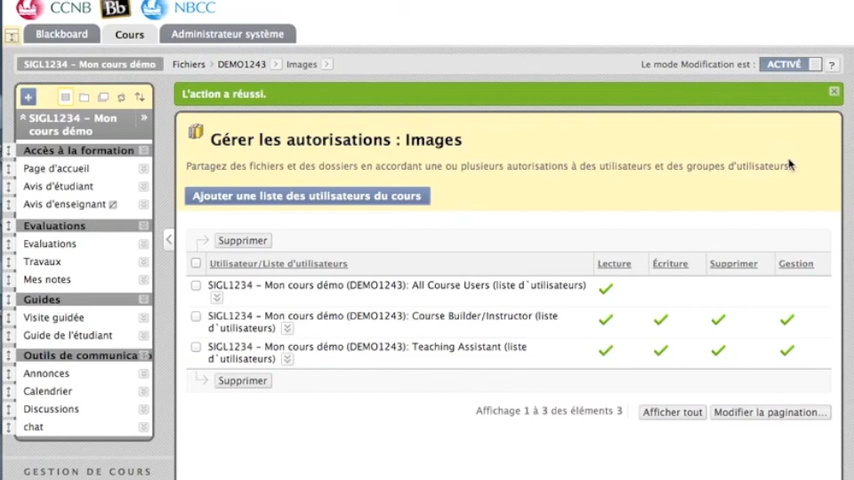 CCNB Bb NBCC
Blackboard Cours Administrateur système
SIGL1234 - Mon cours démo Fichiers DEMO1243 Images Le mode Modification est : ACTIVÉ ?
L'action a réussi.
SIGL1234 - Mon
cours démo
Accès à la formation
Page d'accueil
Avis d'étudiant
Avis d'enseignant
Evaluations
Evaluations
Travaux
Mes notes
Guides
Visite guidée
Guide de l'étudiant
Outils de communica
Annonces
Calendrier
Discussions
chat
GESTION DE COURS
Gérer les autorisations : Images
Partagez des fichiers et des dossiers en accordant une ou plusieurs autorisations à des utilisateurs et des groupes d'utilisateurs.
Ajouter une liste des utilisateurs du cours
Supprimer
Utilisateur/Liste d'utilisateurs Lecture Écriture Supprimer Gestion
SIGL1234 - Mon cours démo (DEMO1243): All Course Users (liste d`utilisateurs)
SIGL1234 - Mon cours démo (DEMO1243): Course Builder/Instructor (liste
d`utilisateurs)
SIGL1234 - Mon cours démo (DEMO1243): Teaching Assistant (liste
d`utilisateurs)
Supprimer
Affichage 1 à 3 des éléments 3 Afficher tout Modifier la pagination...